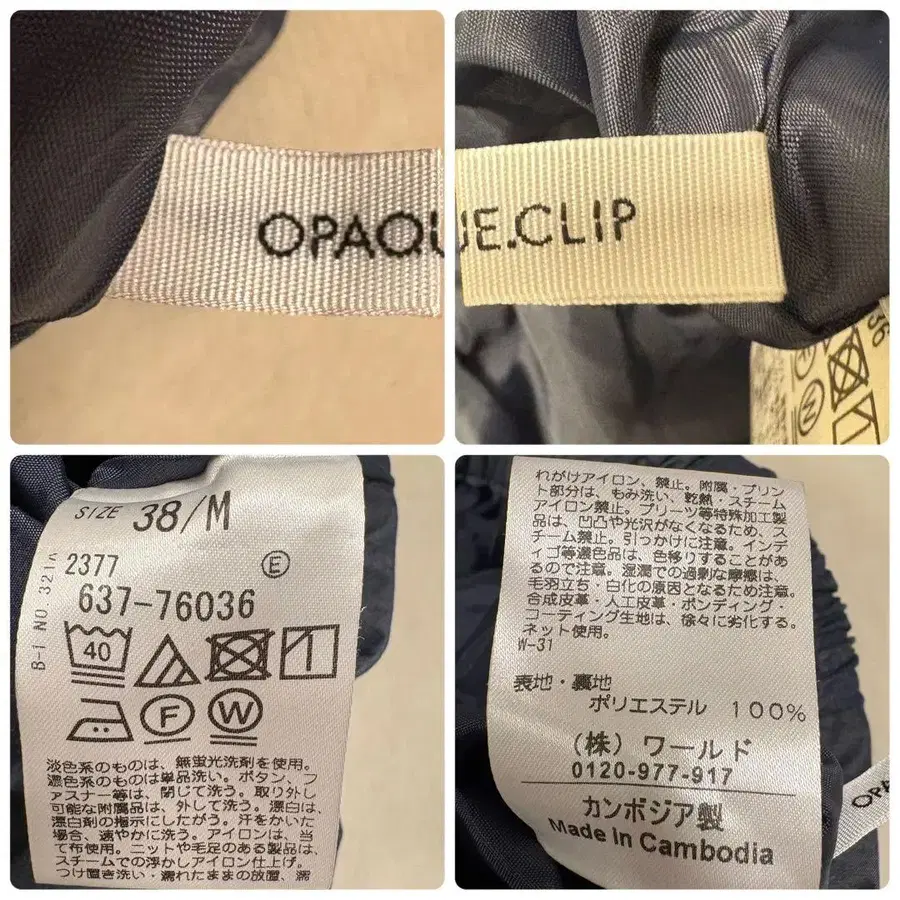 OPAQU
UE.CLIP
36
W
SIZE 38/M
2377
E
637-76036
B-1 NO 321
40
F
W
淡色系のものは、無蛍光洗剤を使用。
濃色系のものは単品洗い。ボタン、フ
ァスナー等は、閉じて洗う。取り外し
可能な附属品は、外して洗う。漂白は、
漂白剤の指示にしたがう。汗をかいた
場合、速やかに洗う。アイロンは、当
て布使用。ニットや毛足のある製品は、
スチームでの浮かしアイロン仕上げ。
つけ置き洗い・濡れたままの放置、濡
れがけアイロン、禁止。附属・プリン
ト部分は、もみ洗い、乾熱・スチーム
アイロン禁止。プリーツ等特殊加工製
品は、凹凸や光沢がなくなるため、ス
チーム禁止。引っかけに注意。インデ
ィゴ等濃色品は、色移りすることがあ
るので注意。湿潤での過剰な摩擦は、
毛羽立ち・白化の原因となるため注意。
合成皮革・人工皮革・ボンディング・
コーティング生地は、徐々に劣化する。
ネット使用。
W-31
表地・裏地
ポリエステル 100%
(株) ワールド
0120-977-917
カンボジア製
Made in Cambodia
OPA